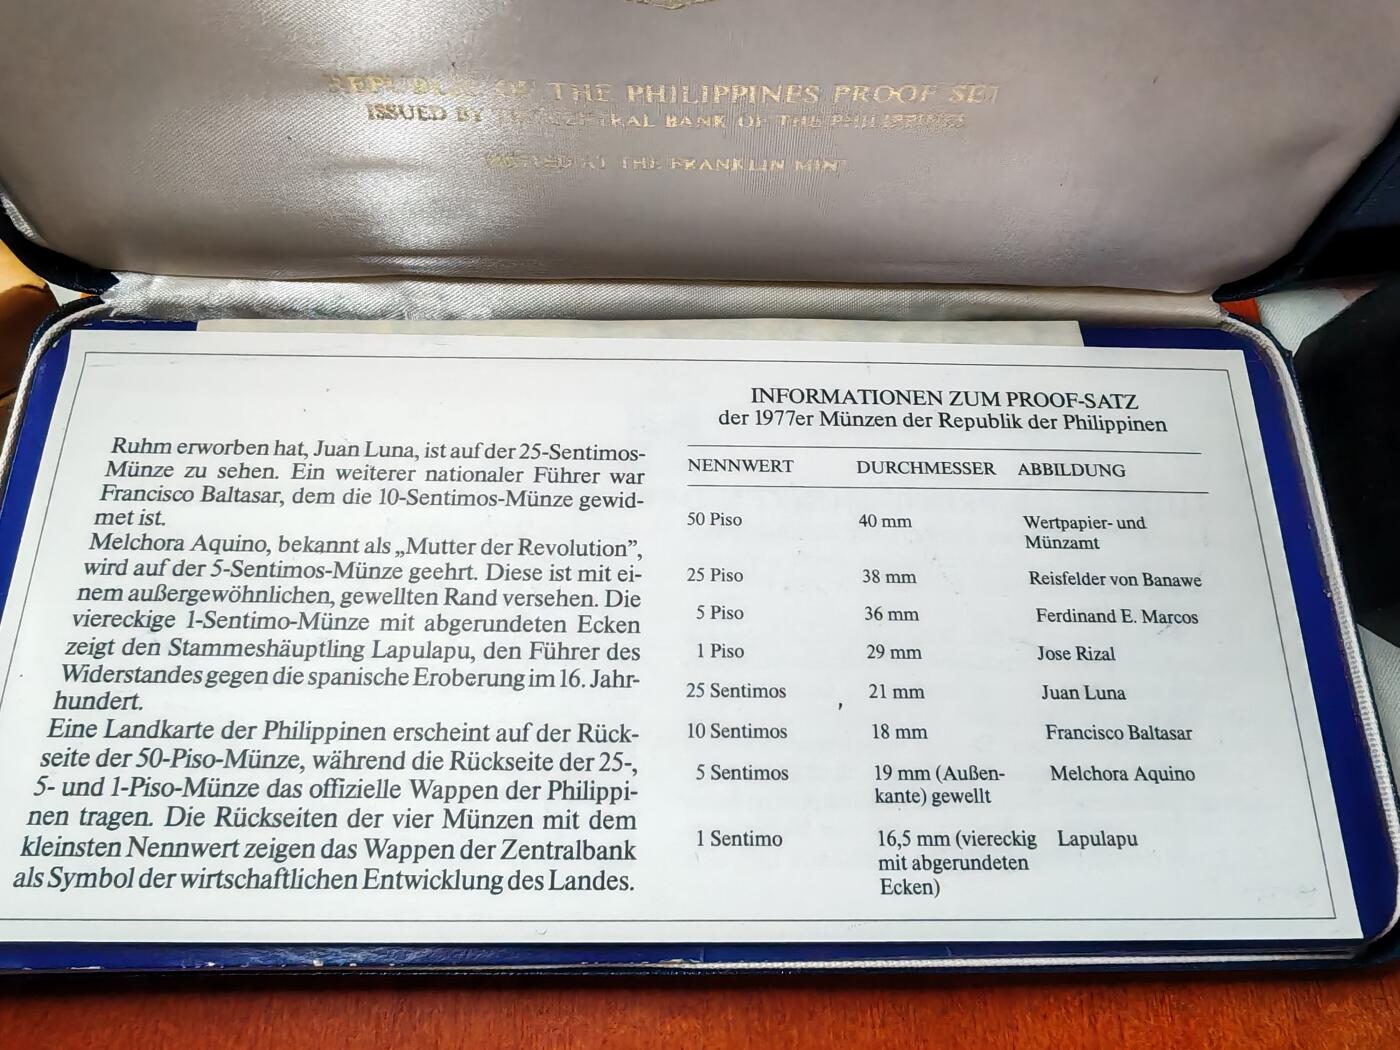 REPUBLIC OF THE PHILIPPINES PROOF SET
ISSUED BY THE CENTRAL BANK OF THE PHILIPPINES
MINTED AT THE FRANKLIN MINT
Ruhm erworben hat, Juan Luna, ist auf der 25-Sentimos-
Münze zu sehen. Ein weiterer nationaler Führer war
Francisco Baltasar, dem die 10-Sentimos-Münze gewid-
met ist.
Melchora Aquino, bekannt als „Mutter der Revolution”,
wird auf der 5-Sentimos-Münze geehrt. Diese ist mit ei-
nem außergewöhnlichen, gewellten Rand versehen. Die
viereckige 1-Sentimo-Münze mit abgerundeten Ecken
zeigt den Stammeshäuptling Lapulapu, den Führer des
Widerstandes gegen die spanische Eroberung im 16. Jahr-
hundert.
Eine Landkarte der Philippinen erscheint auf der Rück-
seite der 50-Piso-Münze, während die Rückseite der 25-,
5- und 1-Piso-Münze das offizielle Wappen der Philippi-
nen tragen. Die Rückseiten der vier Münzen mit dem
kleinsten Nennwert zeigen das Wappen der Zentralbank
als Symbol der wirtschaftlichen Entwicklung des Landes.
INFORMATIONEN ZUM PROOF-SATZ
der 1977er Münzen der Republik der Philippinen
NENNWERT DURCHMESSER ABBILDUNG
50 Piso 40 mm Wertpapier- und
Münzamt
25 Piso 38 mm Reisfelder von Banawe
5 Piso 36 mm Ferdinand E. Marcos
1 Piso 29 mm Jose Rizal
25 Sentimos 21 mm Juan Luna
10 Sentimos 18 mm Francisco Baltasar
5 Sentimos 19 mm (Außen- Melchora Aquino
kante) gewellt
1 Sentimo 16,5 mm (viereckig Lapulapu
mit abgerundeten
Ecken)